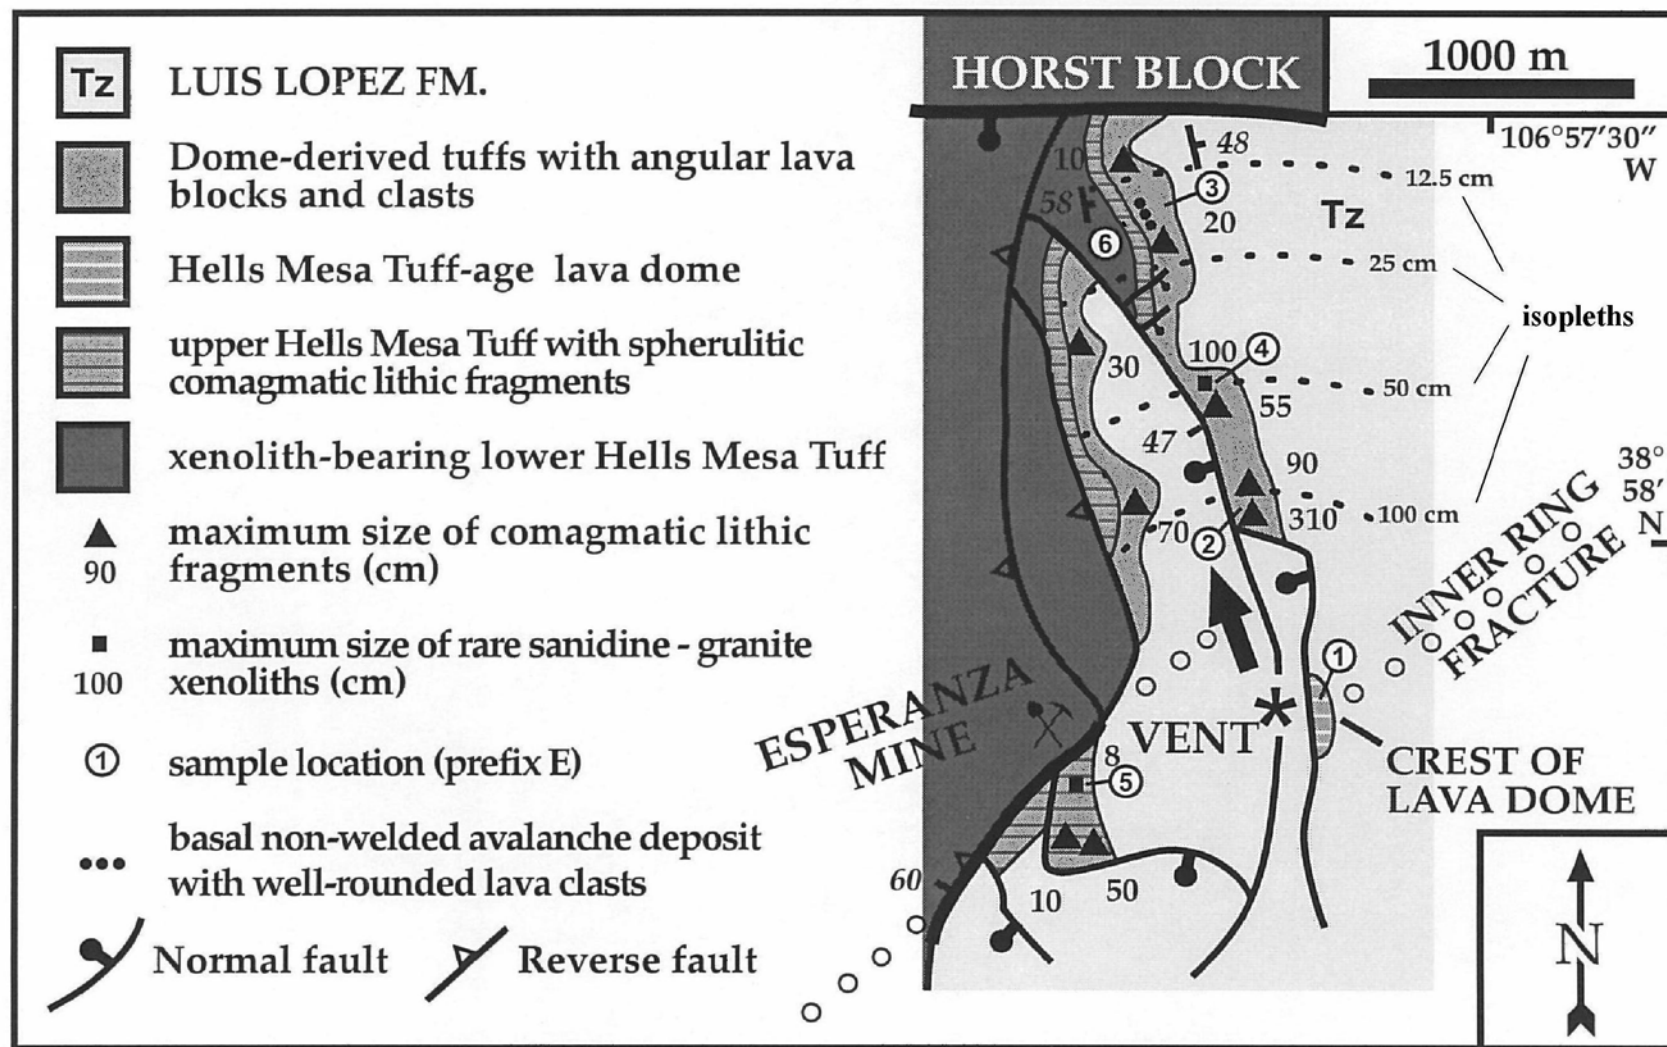 Tz
LUIS LOPEZ FM.
Dome-derived tuffs with angular lava
blocks and clasts
Hells Mesa Tuff-age lava dome
upper Hells Mesa Tuff with spherulitic
comagmatic lithic fragments
xenolith-bearing lower Hells Mesa Tuff
90
maximum size of comagmatic lithic
fragments (cm)
100
maximum size of rare sanidine - granite
xenoliths (cm)
1
sample location (prefix E)
basal non-welded avalanche deposit
with well-rounded lava clasts
Normal fault
Reverse fault
HORST BLOCK
1000 m
106°57′30″
W
10
48
12.5 cm
3
58
20
Tz
6
25 cm
isopleths
100
4
30
50 cm
55
47
90
38°
58′
N
70
2
310
100 cm
INNER RING
FRACTURE
1
ESPERANZA
MINE
VENT
*
CREST OF
LAVA DOME
8
5
60
10
50
N